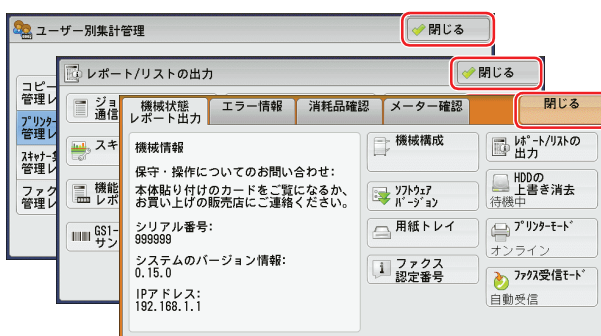 ユーザー別集計管理
閉じる
コピー
管理レ
プリンター
管理レ
スキャナー集
管理レ
ファク
管理レ
レポート/リストの出力
閉じる
ジョ
通信
スキ
機能
レポ
GS1-
サン
機械状態
レポート出力
エラー情報
消耗品確認
メーター確認
閉じる
機械情報
保守・操作についてのお問い合わせ:
本体貼り付けのカードをご覧になるか、
お買い上げの販売店にご連絡ください。
シリアル番号:
999999
システムのバージョン情報:
0.15.0
IPアドレス:
192.168.1.1
機械構成
ソフトウェア
バージョン
用紙トレイ
ファクス
認定番号
レポート/リストの
出力
HDDの
上書き消去
待機中
プリンターモード
オンライン
ファクス受信モード
自動受信